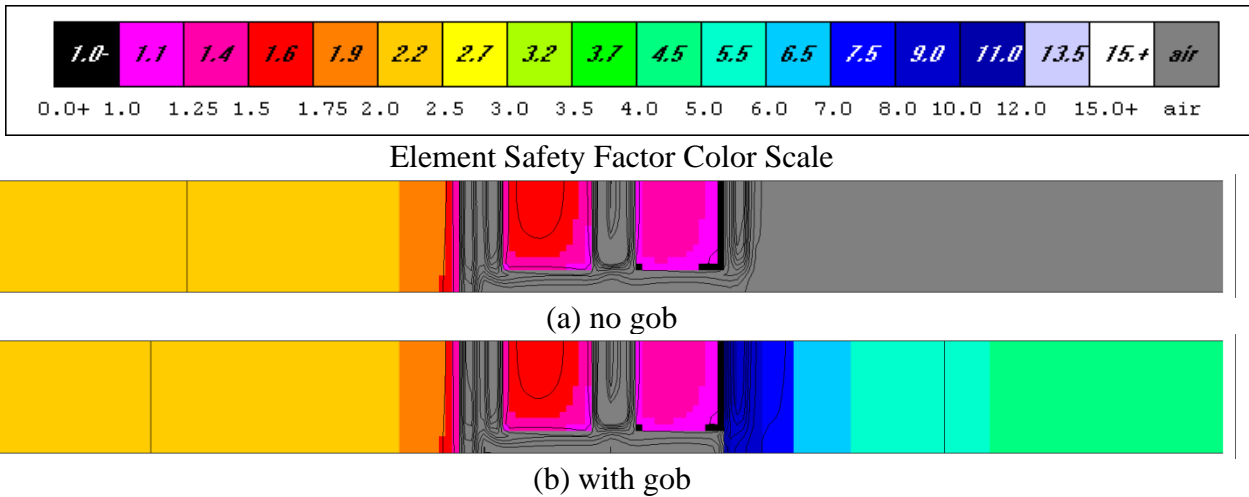 1.0- 1.1 1.4 1.6 1.9 2.2 2.7 3.2 3.7 4.5 5.5 6.5 7.5 9.0 11.0 13.5 15.+ air
0.0+ 1.0 1.25 1.5 1.75 2.0 2.5 3.0 3.5 4.0 5.0 6.0 7.0 8.0 10.0 12.0 15.0+ air
Element Safety Factor Color Scale
(a) no gob
(b) with gob